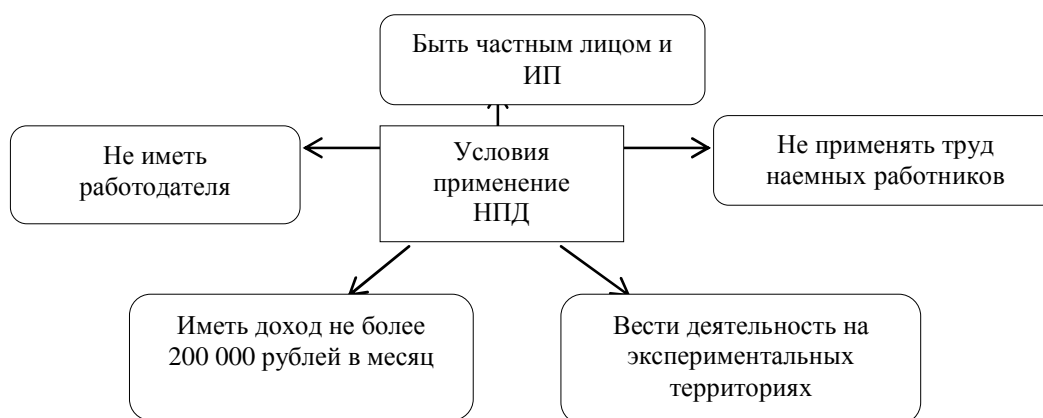 Быть частным лицом и
ИП
Не иметь
работодателя
Условия
применение
НПД
Не применять труд
наемных работников
Иметь доход не более
200 000 рублей в месяц
Вести деятельность на
экспериментальных
территориях